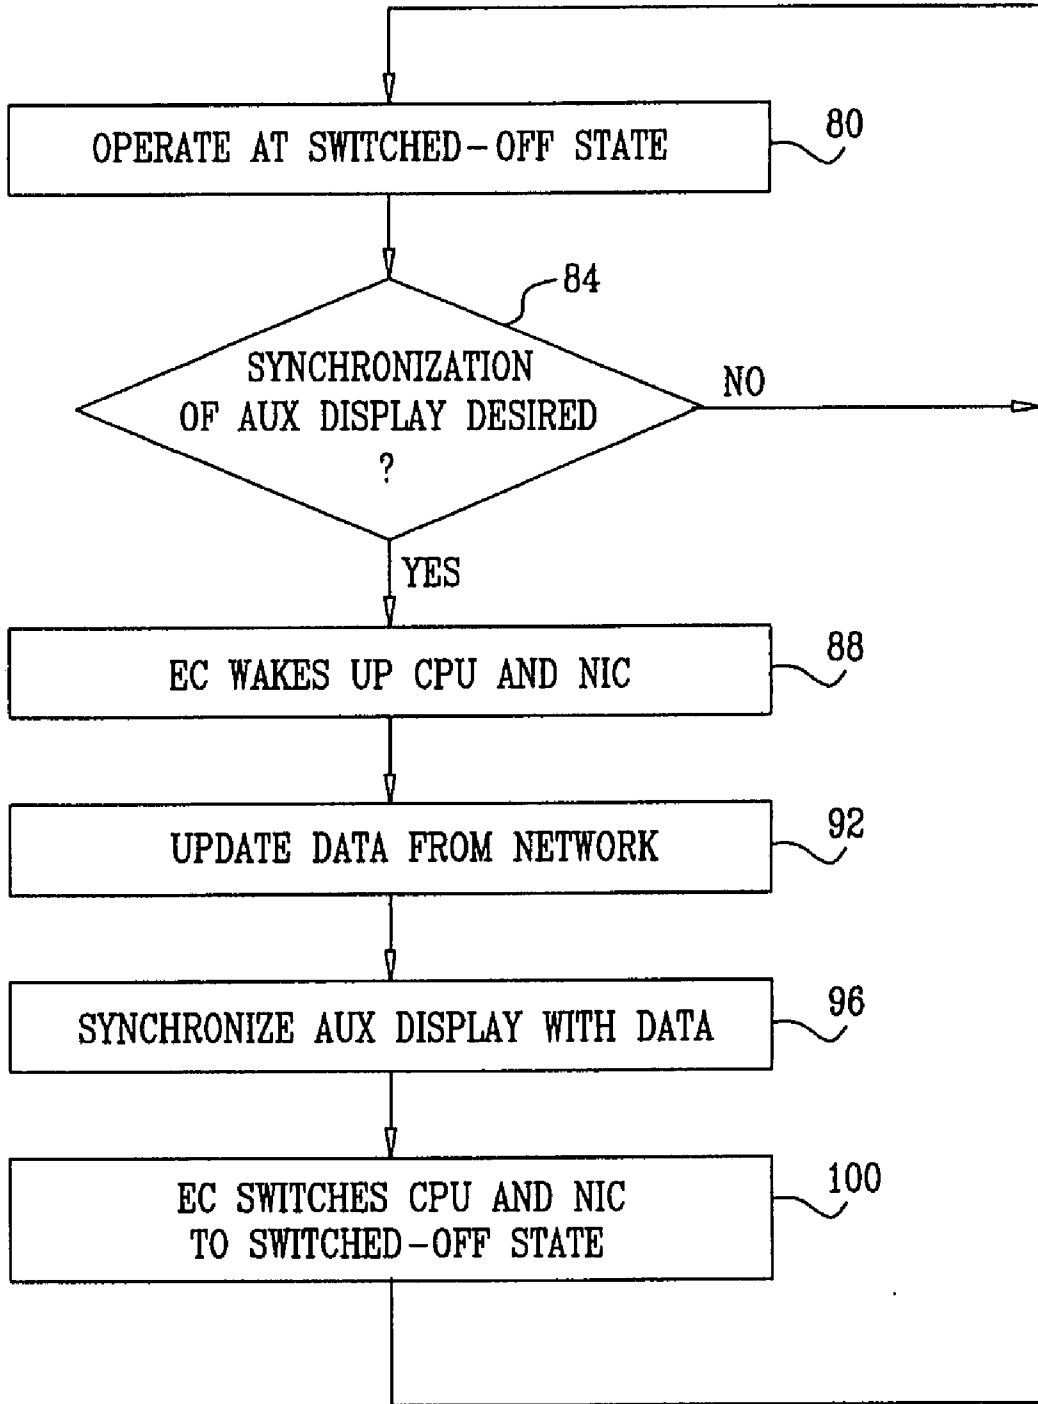 OPERATE AT SWITCHED-OFF STATE
80
84
SYNCHRONIZATION
OF AUX DISPLAY DESIRED
?
NO
YES
EC WAKES UP CPU AND NIC
88
UPDATE DATA FROM NETWORK
92
SYNCHRONIZE AUX DISPLAY WITH DATA
96
EC SWITCHES CPU AND NIC
TO SWITCHED-OFF STATE
100